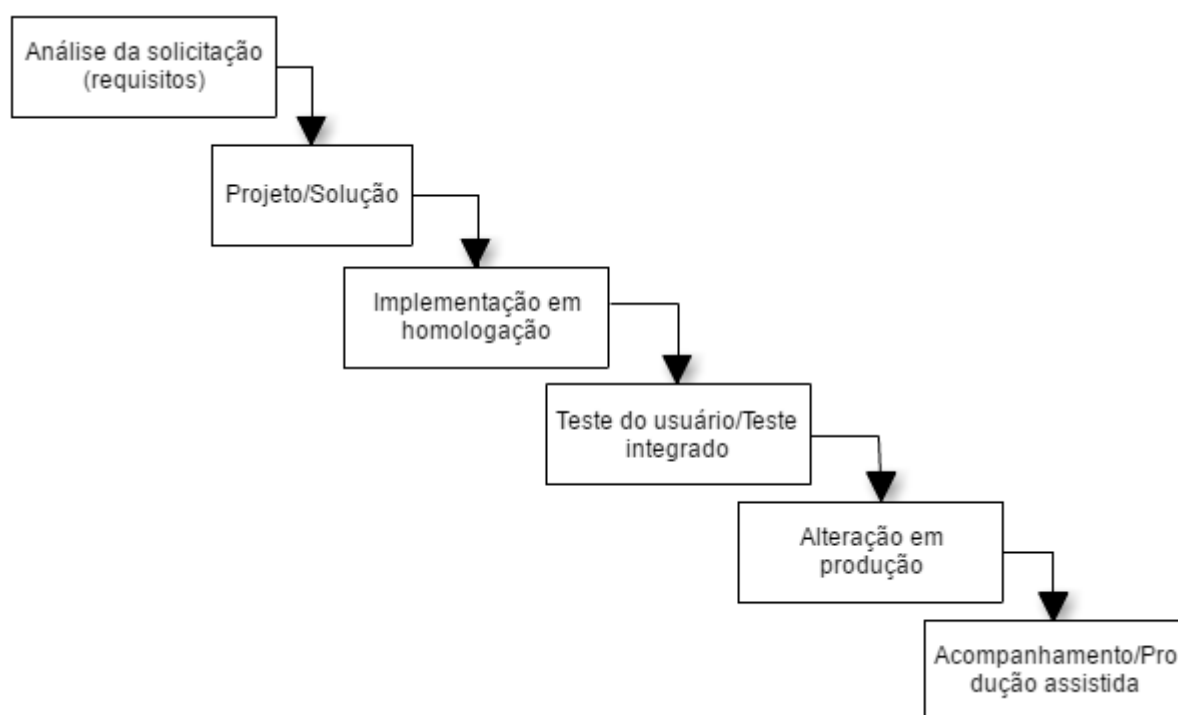 Análise da solicitação
(requisitos)
Projeto/Solução
Implementação em
homologação
Teste do usuário/Teste
integrado
Alteração em
produção
Acompanhamento/Pro
dução assistida